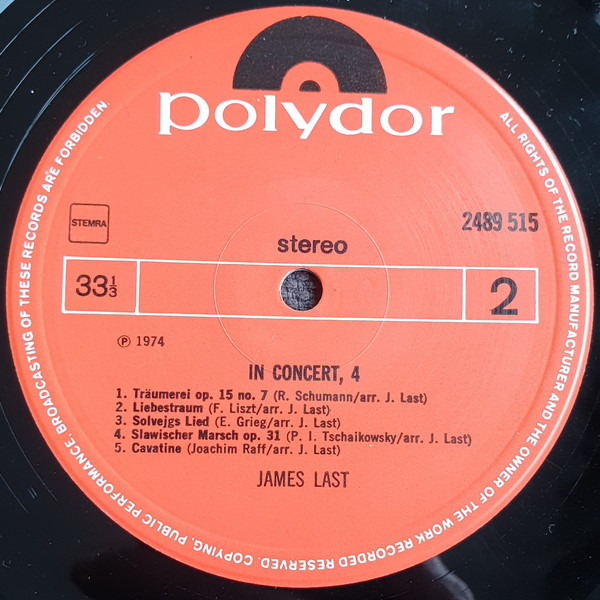 polydor
STEMRA
2489 515
stereo
33 1/3
2
Ⓟ 1974
IN CONCERT, 4
1. Träumerei op. 15 no. 7 (R. Schumann/arr. J. Last)
2. Liebestraum (F. Liszt/arr. J. Last)
3. Solvejgs Lied (E. Grieg/arr. J. Last)
4. Slawischer Marsch op. 31 (P. I. Tschaikowsky/arr. J. Last)
5. Cavatine (Joachim Raff/arr. J. Last)
JAMES LAST
ALL RIGHTS OF THE RECORD MANUFACTURER AND THE OWNER OF THE WORK RECORDED RESERVED. COPYING, PUBLIC PERFORMANCE, BROADCASTING OF THESE RECORDS ARE FORBIDDEN.